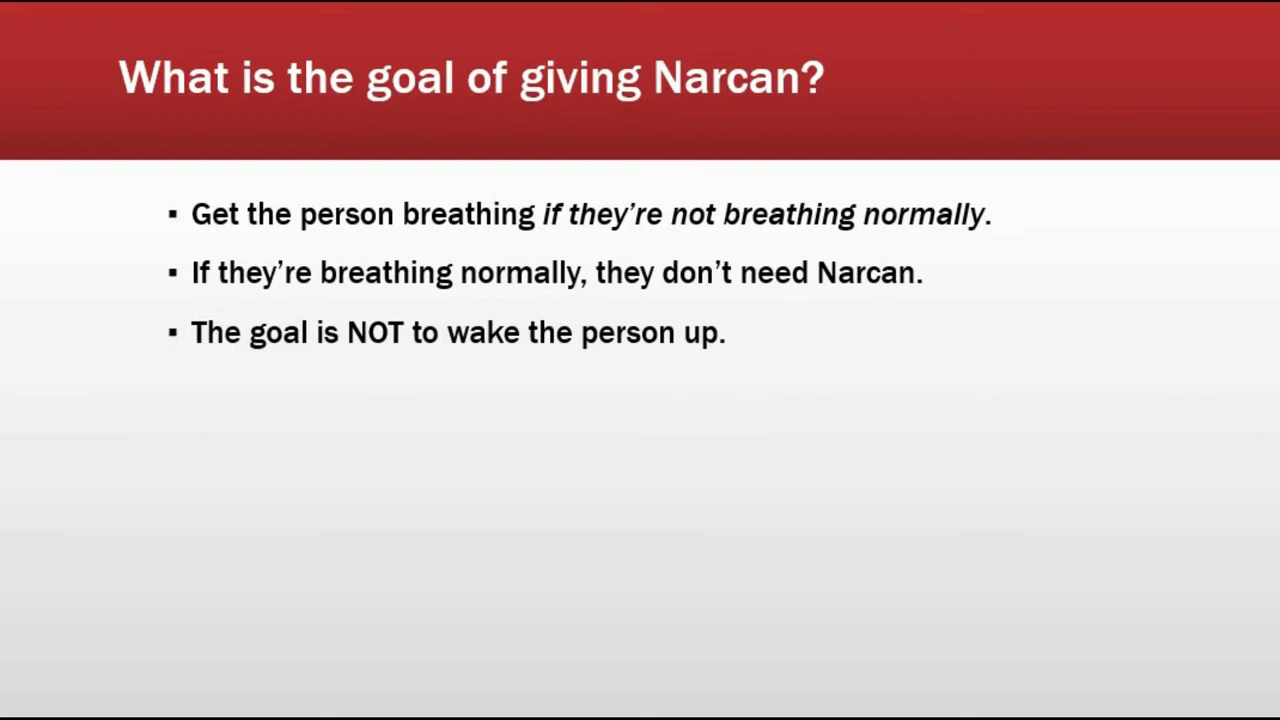 What is the goal of giving Narcan?
▪ Get the person breathing if they’re not breathing normally.
▪ If they’re breathing normally, they don’t need Narcan.
▪ The goal is NOT to wake the person up.